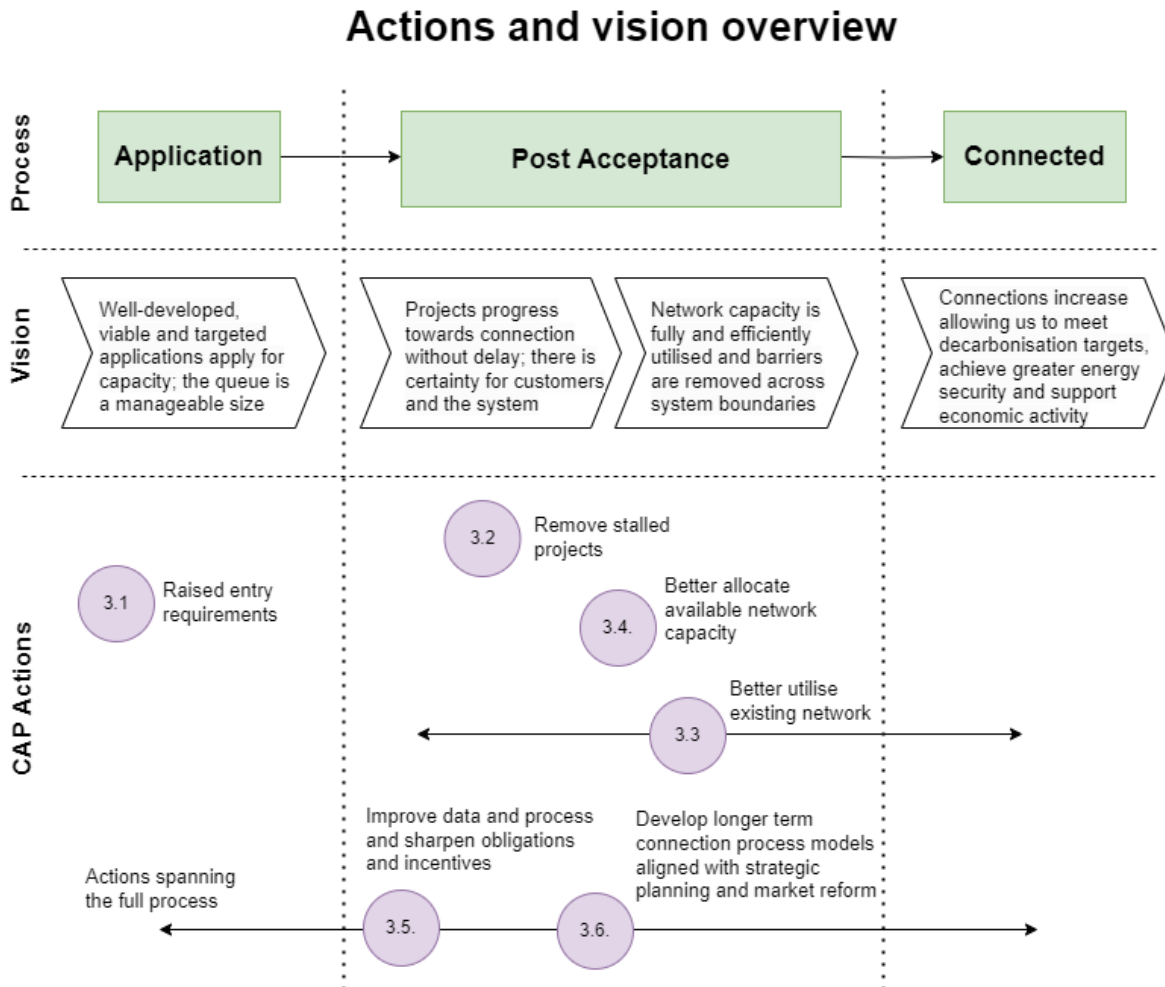 Actions and vision overview
Process
Application
Post Acceptance
Connected
Vision
Well-developed,
viable and targeted
applications apply for
capacity; the queue is
a manageable size
Projects progress
towards connection
without delay; there is
certainty for customers
and the system
Network capacity is
fully and efficiently
utilised and barriers
are removed across
system boundaries
Connections increase
allowing us to meet
decarbonisation targets,
achieve greater energy
security and support
economic activity
CAP Actions
3.1
Raised entry
requirements
3.2
Remove stalled
projects
3.4.
Better allocate
available network
capacity
3.3
Better utilise
existing network
Actions spanning
the full process
3.5.
Improve data and process
and sharpen obligations
and incentives
3.6.
Develop longer term
connection process models
aligned with strategic
planning and market reform